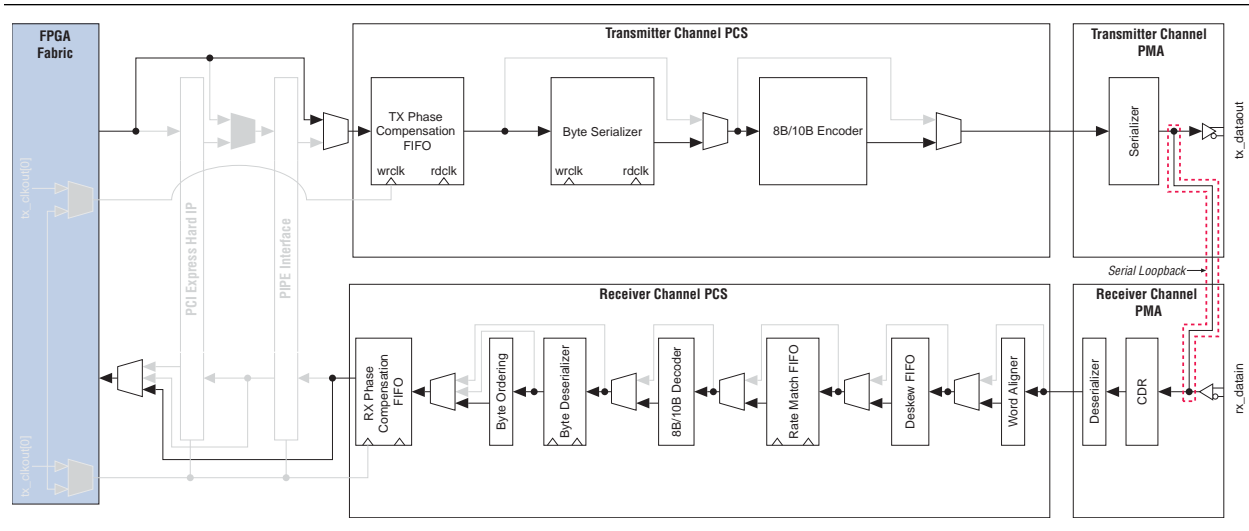 FPGA
Fabric
Transmitter Channel PCS
Transmitter Channel
PMA
TX Phase
Compensation
FIFO
wrclk
rdclk
Byte Serializer
wrclk
rdclk
8B/10B Encoder
Serializer
tx_dataout
tx_clkout[0]
PCI Express Hard IP
PIPE Interface
Serial Loopback
Receiver Channel PCS
Receiver Channel
PMA
RX Phase
Compensation
FIFO
Byte Ordering
Byte Deserializer
8B/10B Decoder
Rate Match FIFO
Deskew FIFO
Word Aligner
Deserializer
CDR
rx_datain
tx_clkout[0]